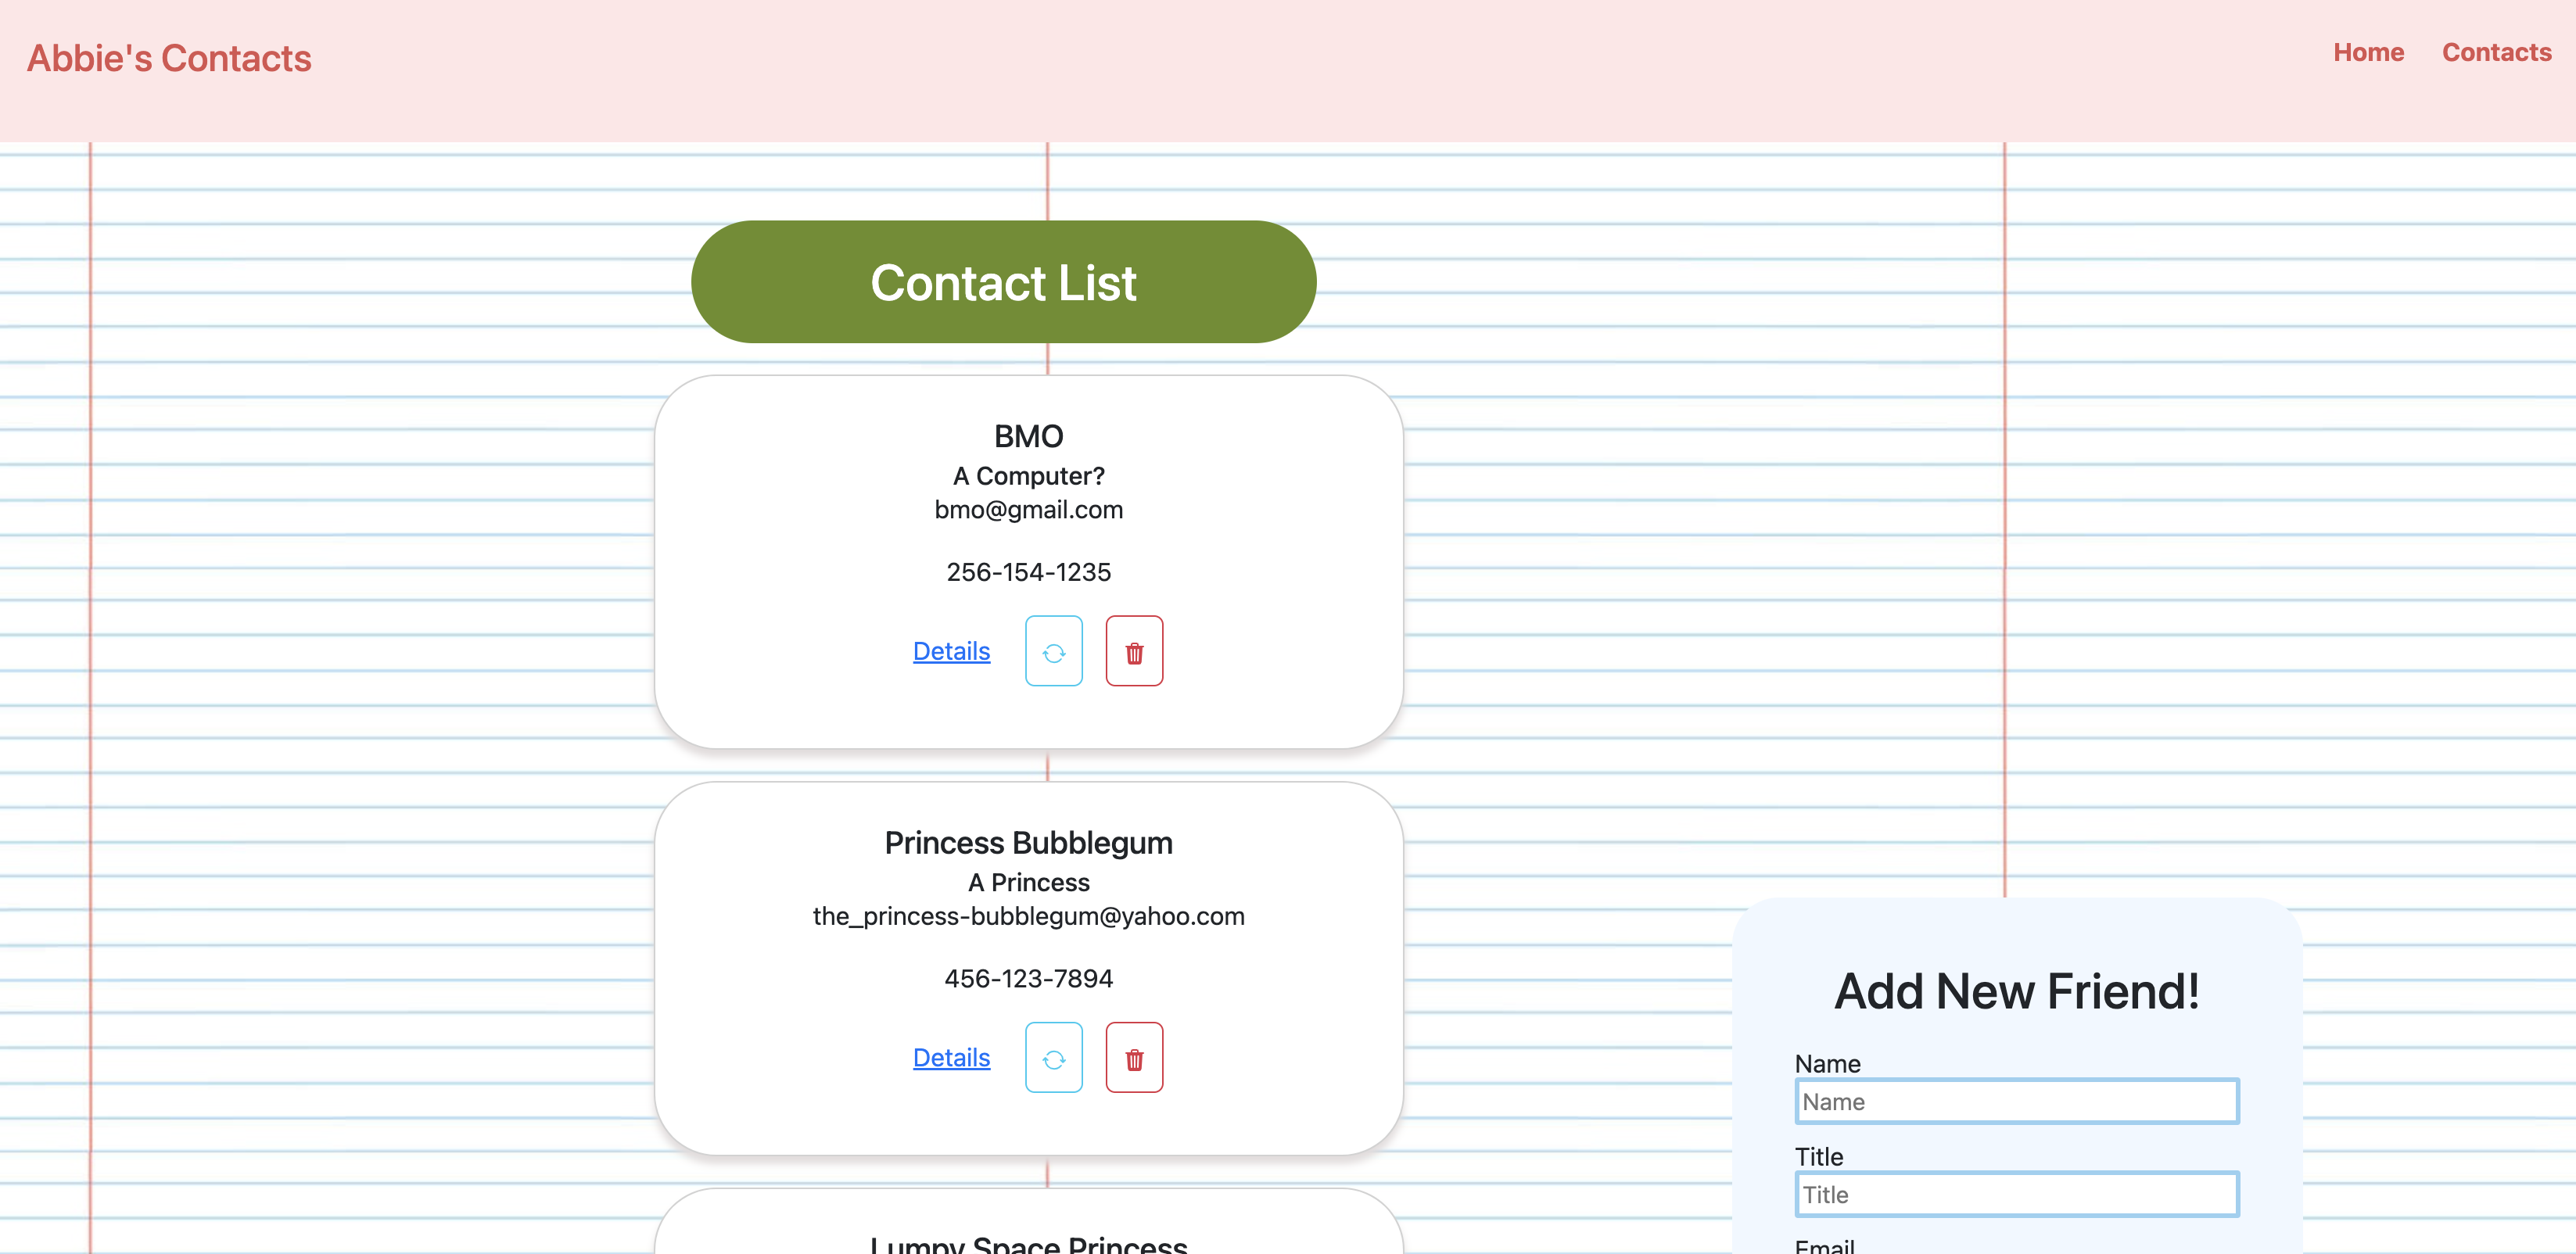 Abbie's Contacts
Home
Contacts
Contact List
BMO
A Computer?
bmo@gmail.com
256-154-1235
Details
Princess Bubblegum
A Princess
the_princess-bubblegum@yahoo.com
456-123-7894
Details
Lumpy Space Princess
Add New Friend!
Name
Name
Title
Title
Email